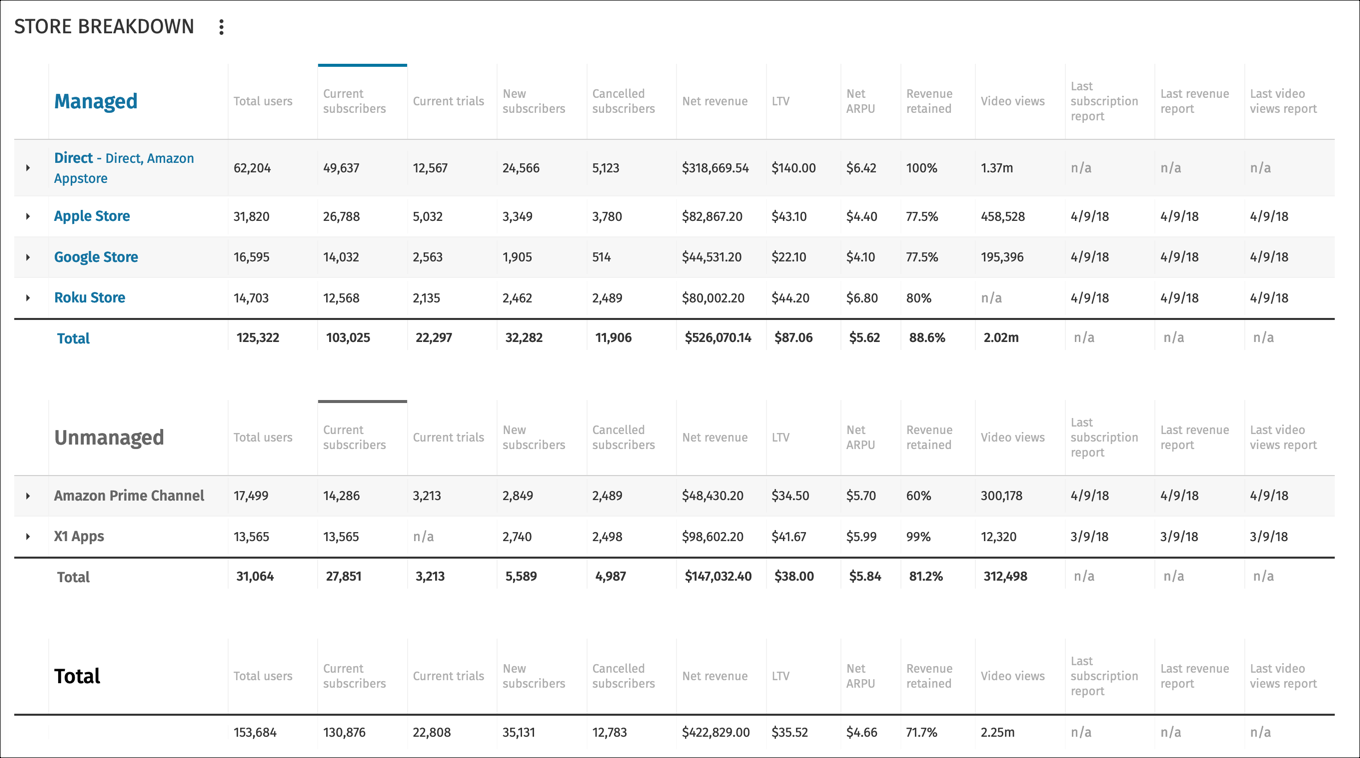 STORE BREAKDOWN
Managed Total users Current subscribers Current trials New subscribers Cancelled subscribers Net revenue LTV Net ARPU Revenue retained Video views Last subscription report Last revenue report Last video views report
Direct - Direct, Amazon Appstore 62,204 49,637 12,567 24,566 5,123 $318,669.54 $140.00 $6.42 100% 1.37m n/a n/a n/a
Apple Store 31,820 26,788 5,032 3,349 3,780 $82,867.20 $43.10 $4.40 77.5% 458,528 4/9/18 4/9/18 4/9/18
Google Store 16,595 14,032 2,563 1,905 514 $44,531.20 $22.10 $4.10 77.5% 195,396 4/9/18 4/9/18 4/9/18
Roku Store 14,703 12,568 2,135 2,462 2,489 $80,002.20 $44.20 $6.80 80% n/a 4/9/18 4/9/18 4/9/18
Total 125,322 103,025 22,297 32,282 11,906 $526,070.14 $87.06 $5.62 88.6% 2.02m n/a n/a n/a
Unmanaged Total users Current subscribers Current trials New subscribers Cancelled subscribers Net revenue LTV Net ARPU Revenue retained Video views Last subscription report Last revenue report Last video views report
Amazon Prime Channel 17,499 14,286 3,213 2,849 2,489 $48,430.20 $34.50 $5.70 60% 300,178 4/9/18 4/9/18 4/9/18
X1 Apps 13,565 13,565 n/a 2,740 2,498 $98,602.20 $41.67 $5.99 99% 12,320 3/9/18 3/9/18 3/9/18
Total 31,064 27,851 3,213 5,589 4,987 $147,032.40 $38.00 $5.84 81.2% 312,498 n/a n/a n/a
Total Total users Current subscribers Current trials New subscribers Cancelled subscribers Net revenue LTV Net ARPU Revenue retained Video views Last subscription report Last revenue report Last video views report
153,684 130,876 22,808 35,131 12,783 $422,829.00 $35.52 $4.66 71.7% 2.25m n/a n/a n/a